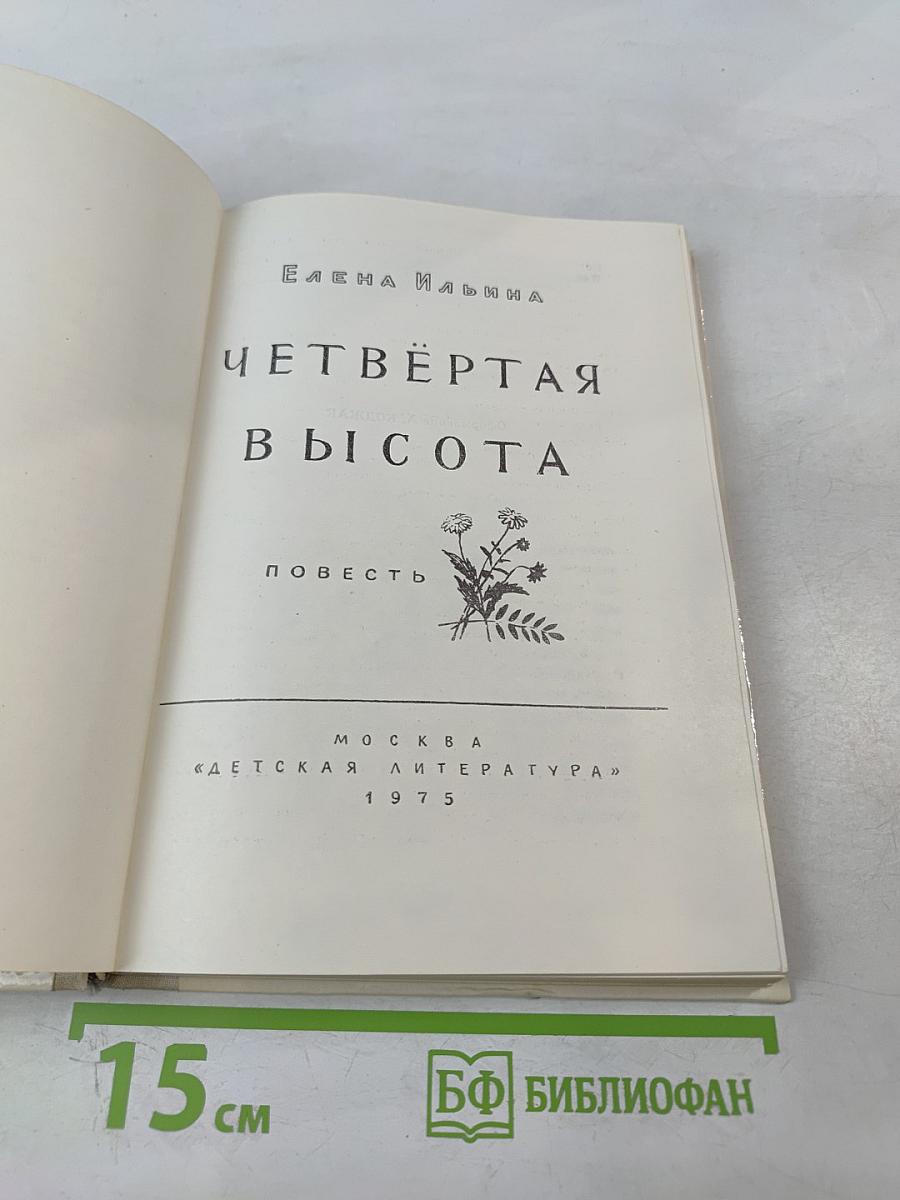 Елена Ильина
ЧЕТВЁРТАЯ
ВЫСОТА
ПОВЕСТЬ
МОСКВА
«ДЕТСКАЯ ЛИТЕРАТУРА»
1975
15 см
БФ БИБЛИОФАН